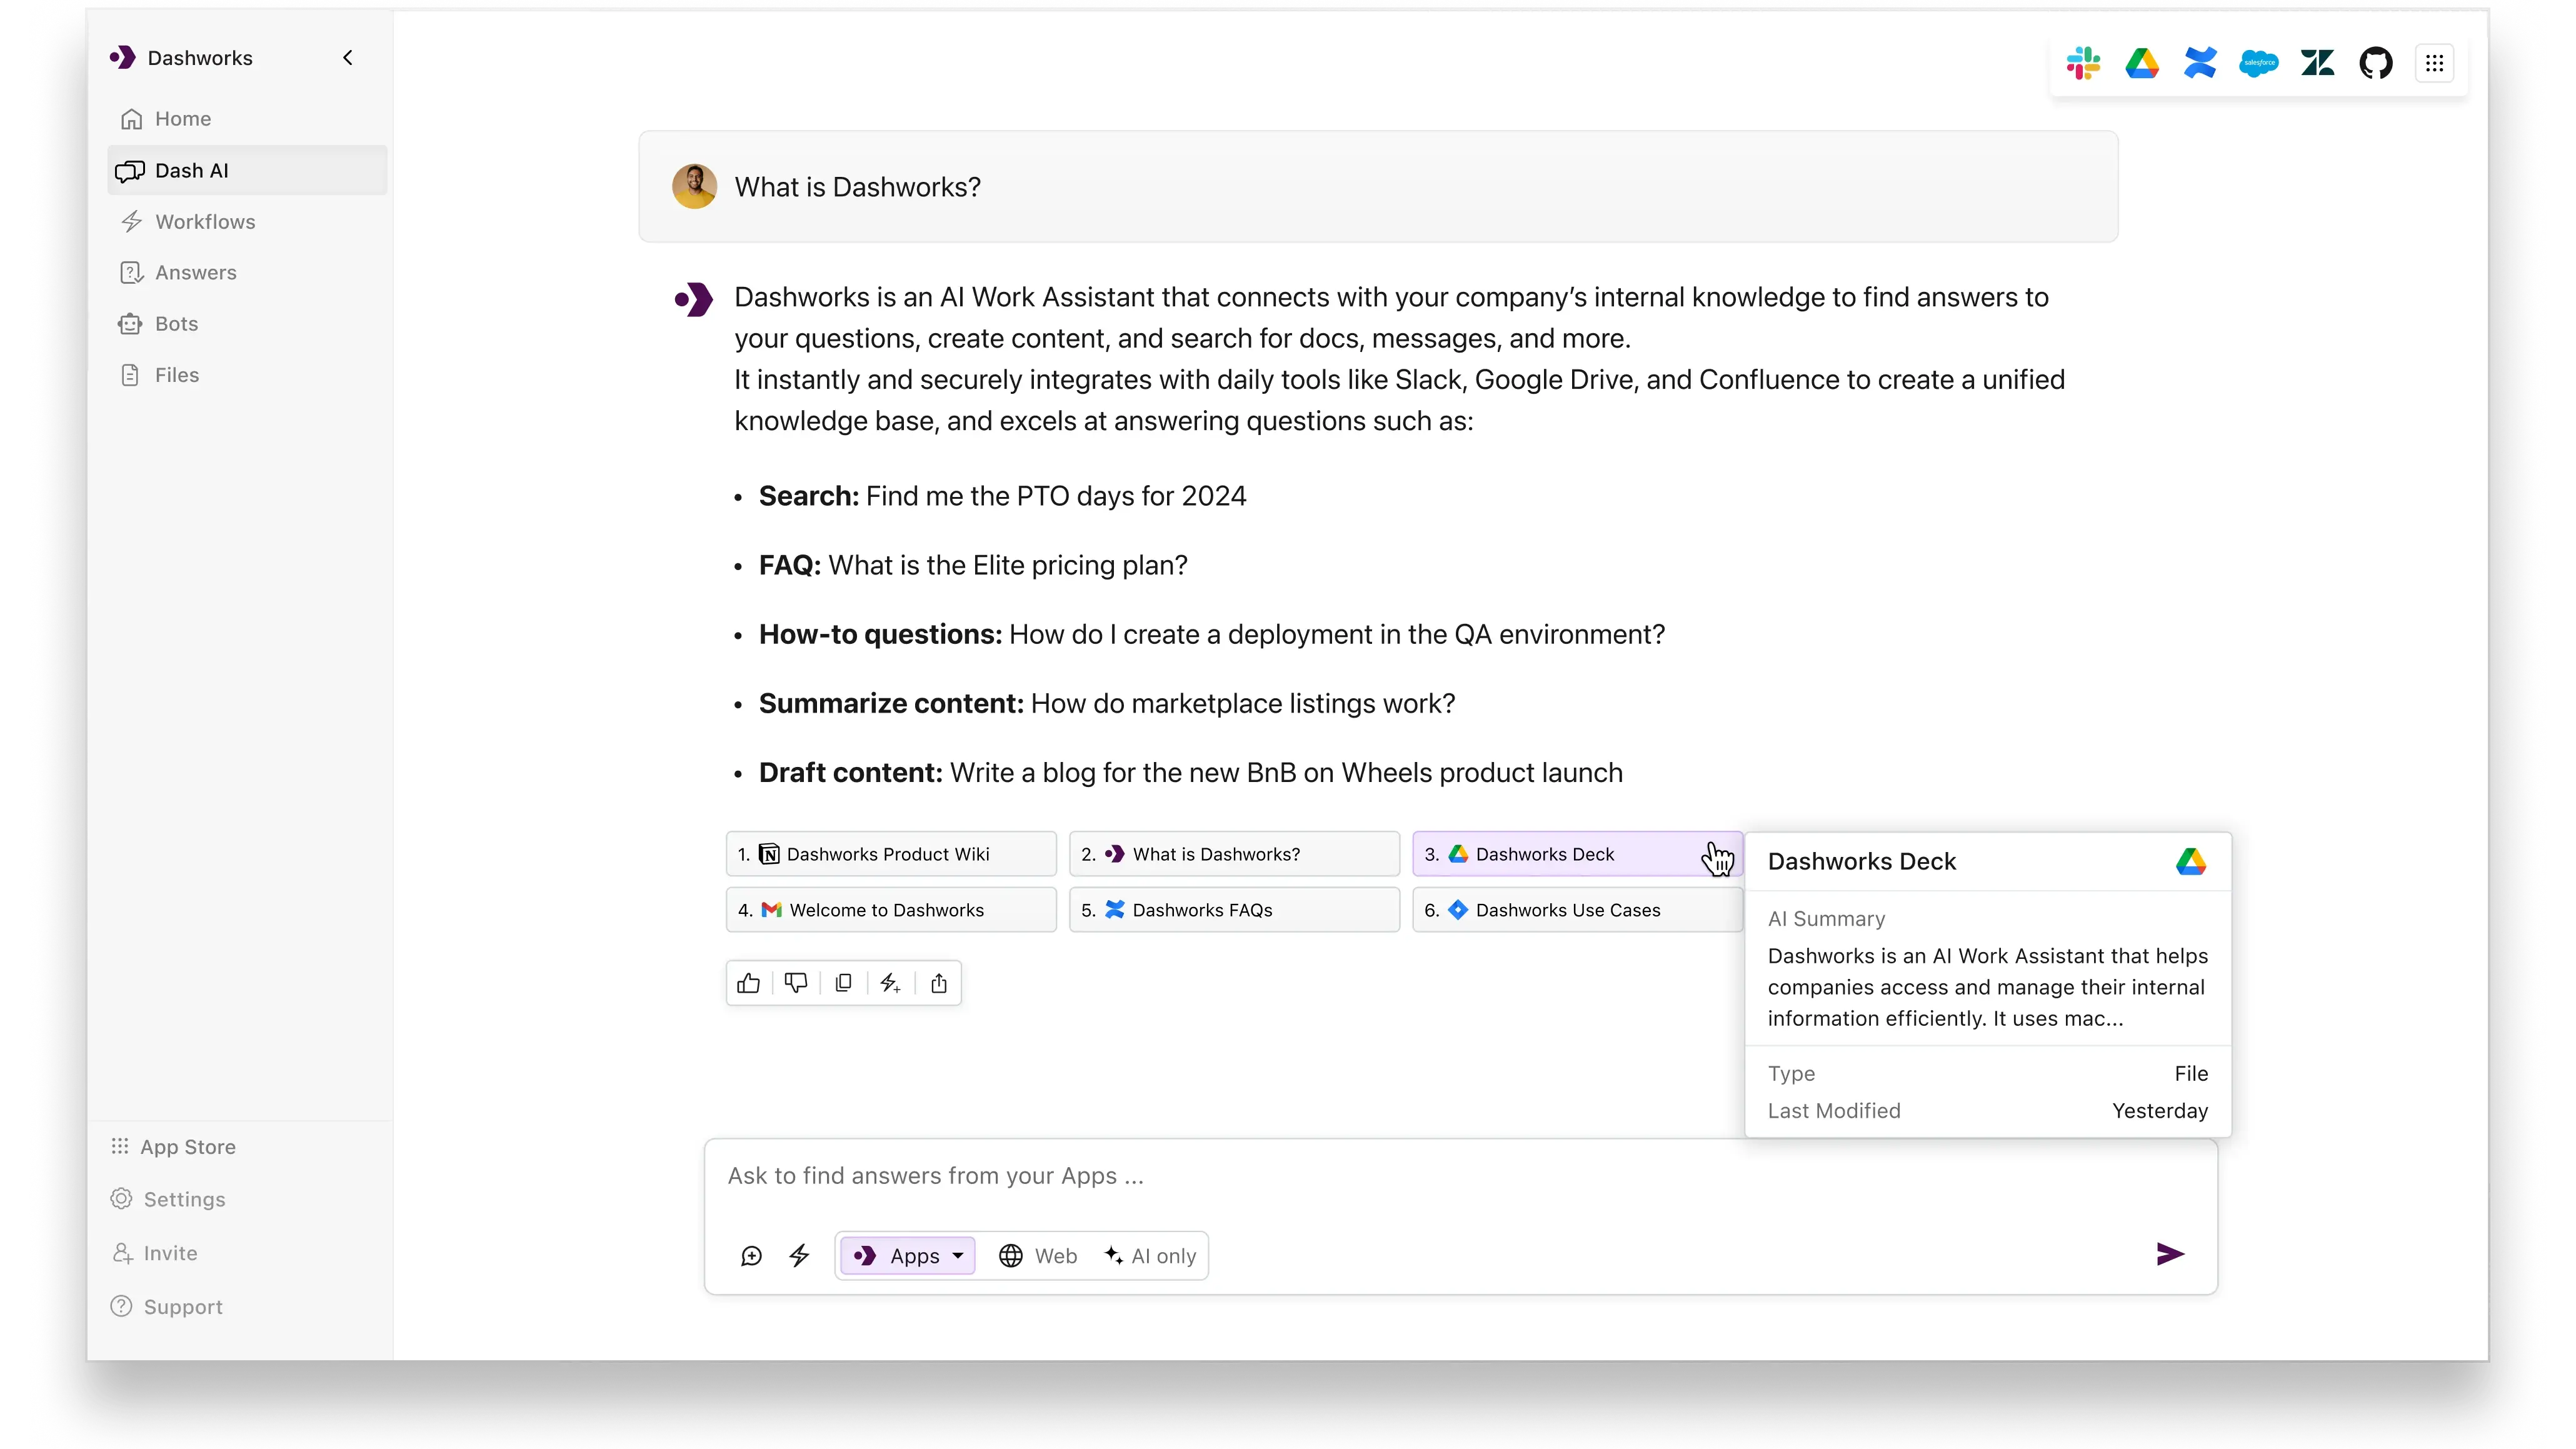 Dashworks
Home
Dash AI
Workflows
Answers
Bots
Files
App Store
Settings
Invite
Support
salesforce
What is Dashworks?
Dashworks is an AI Work Assistant that connects with your company’s internal knowledge to find answers to
your questions, create content, and search for docs, messages, and more.
It instantly and securely integrates with daily tools like Slack, Google Drive, and Confluence to create a unified
knowledge base, and excels at answering questions such as:
• Search: Find me the PTO days for 2024
• FAQ: What is the Elite pricing plan?
• How-to questions: How do I create a deployment in the QA environment?
• Summarize content: How do marketplace listings work?
• Draft content: Write a blog for the new BnB on Wheels product launch
1. Dashworks Product Wiki
2. What is Dashworks?
3. Dashworks Deck
4. Welcome to Dashworks
5. Dashworks FAQs
6. Dashworks Use Cases
Dashworks Deck
AI Summary
Dashworks is an AI Work Assistant that helps
companies access and manage their internal
information efficiently. It uses mac...
Type File
Last Modified Yesterday
Ask to find answers from your Apps ...
Apps Web AI only